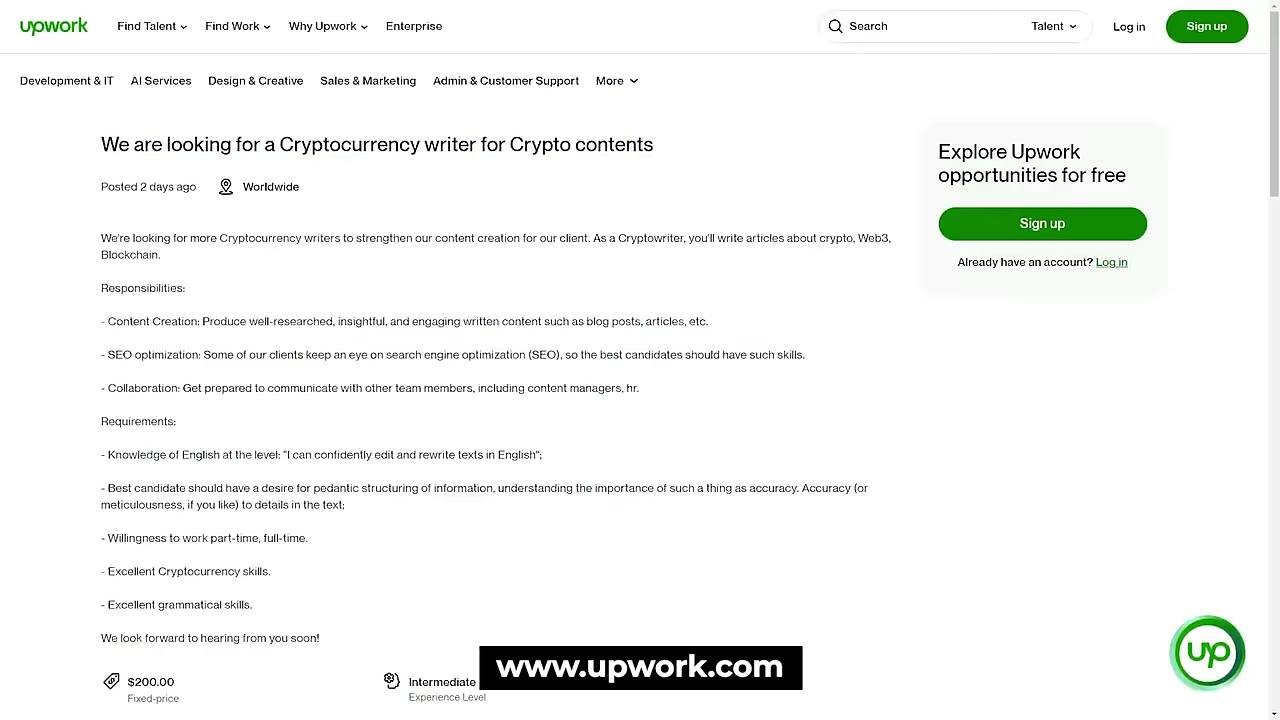 upwork Find Talent Find Work Why Upwork Enterprise Search Talent Log in Sign up
Development & IT AI Services Design & Creative Sales & Marketing Admin & Customer Support More
We are looking for a Cryptocurrency writer for Crypto contents
Posted 2 days ago Worldwide
We're looking for more Cryptocurrency writers to strengthen our content creation for our client. As a Cryptowriter, you'll write articles about crypto, Web3,
Blockchain.
Responsibilities:
- Content Creation: Produce well-researched, insightful, and engaging written content such as blog posts, articles, etc.
- SEO optimization: Some of our clients keep an eye on search engine optimization (SEO), so the best candidates should have such skills.
- Collaboration: Get prepared to communicate with other team members, including content managers, hr.
Requirements:
- Knowledge of English at the level: "I can confidently edit and rewrite texts in English";
- Best candidate should have a desire for pedantic structuring of information, understanding the importance of such a thing as accuracy. Accuracy (or
meticulousness, if you like) to details in the text;
- Willingness to work part-time, full-time.
- Excellent Cryptocurrency skills.
- Excellent grammatical skills.
We look forward to hearing from you soon!
$200.00
Fixed-price
Intermediate
Experience Level
Explore Upwork
opportunities for free
Sign up
Already have an account? Log in
www.upwork.com
up